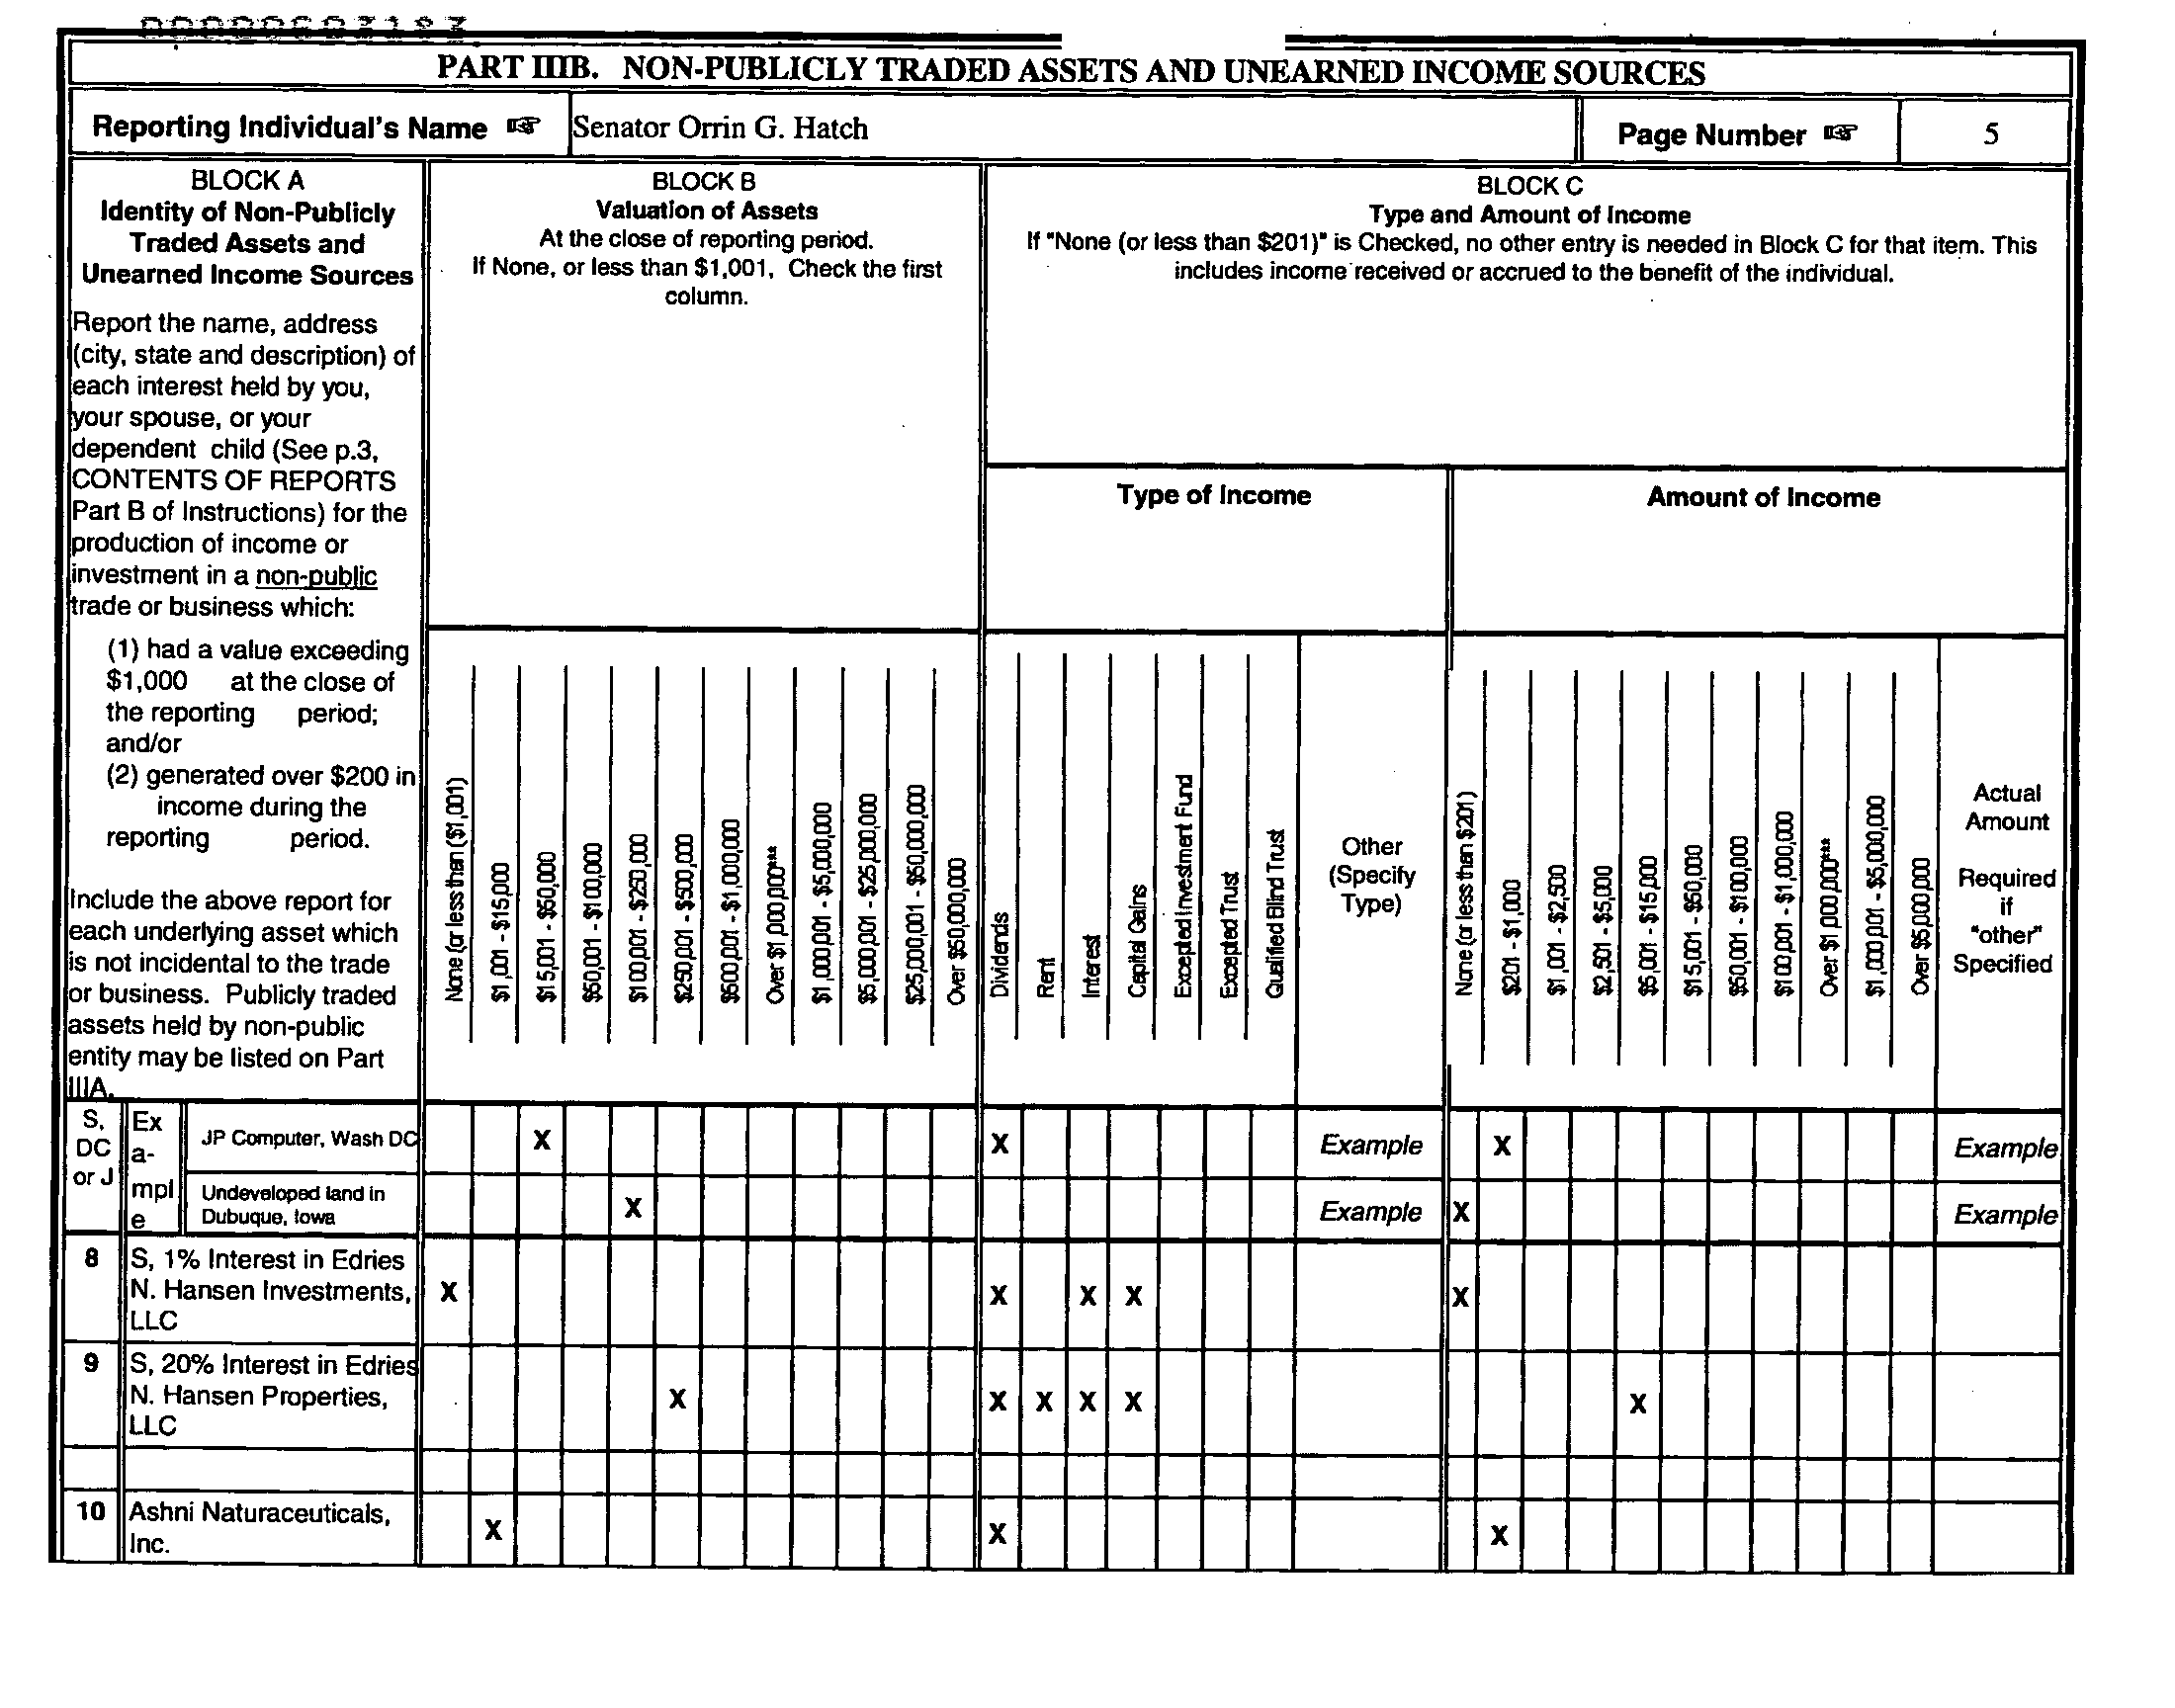 PART IIIB. NON-PUBLICLY TRADED ASSETS AND UNEARNED INCOME SOURCES
Reporting Individual's Name ☞ Senator Orrin G. Hatch Page Number ☞ 5
BLOCK A
Identity of Non-Publicly
Traded Assets and
Unearned Income Sources
Report the name, address
(city, state and description) of
each interest held by you,
your spouse, or your
dependent child (See p.3,
CONTENTS OF REPORTS
Part B of Instructions) for the
production of income or
investment in a non-public
trade or business which:
(1) had a value exceeding
$1,000 at the close of
the reporting period;
and/or
(2) generated over $200 in
income during the
reporting period.
Include the above report for
each underlying asset which
is not incidental to the trade
or business. Publicly traded
assets held by non-public
entity may be listed on Part
IIIA.
BLOCK B
Valuation of Assets
At the close of reporting period.
If None, or less than $1,001, Check the first
column.
None (or less than ($1,001)
$1,001 - $15,000
$15,001 - $50,000
$50,001 - $100,000
$100,001 - $250,000
$250,001 - $500,000
$500,001 - $1,000,000
Over $1,000,000***
$1,000,001 - $5,000,000
$5,000,001 - $25,000,000
$25,000,001 - $50,000,000
Over $50,000,000
BLOCK C
Type and Amount of Income
If "None (or less than $201)" is Checked, no other entry is needed in Block C for that item. This
includes income received or accrued to the benefit of the individual.
Type of Income
Dividends
Rent
Interest
Capital Gains
Excepted Investment Fund
Excepted Trust
Qualified Blind Trust
Other
(Specify
Type)
Amount of Income
None (or less than $201)
$201 - $1,000
$1,001 - $2,500
$2,501 - $5,000
$5,001 - $15,000
$15,001 - $50,000
$50,001 - $100,000
$100,001 - $1,000,000
Over $1,000,000***
$1,000,001 - $5,000,000
Over $5,000,000
Actual
Amount
Required
if
"other"
Specified
S,
DC
or J
Ex
a-
mpl
e
JP Computer, Wash DC X X Example X Example
Undeveloped land in
Dubuque, Iowa
X Example X Example
8 S, 1% Interest in Edries
N. Hansen Investments,
LLC
X X X X X
9 S, 20% Interest in Edries
N. Hansen Properties,
LLC
X X X X X X
10 Ashni Naturaceuticals,
Inc.
X X X